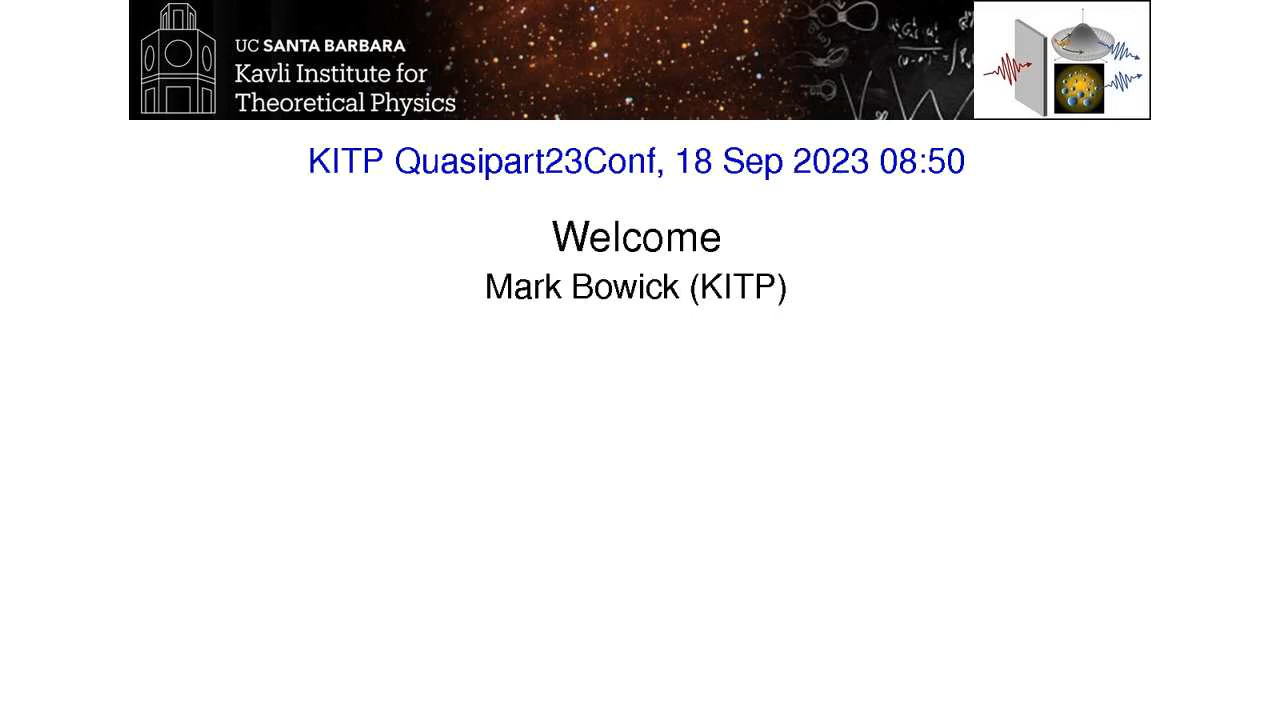 UC SANTA BARBARA
Kavli Institute for
Theoretical Physics
KITP Quasipart23Conf, 18 Sep 2023 08:50
Welcome
Mark Bowick (KITP)